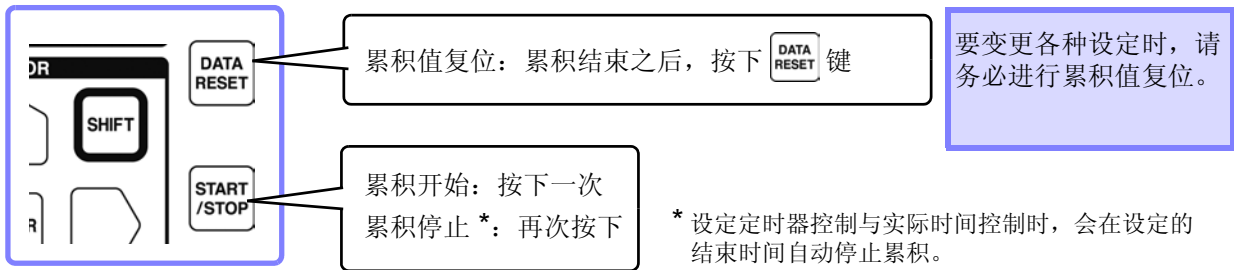 OR
DATA
RESET
SHIFT
START
/STOP
R
累积值复位：累积结束之后，按下 DATA RESET 键
累积开始：按下一次
累积停止 *：再次按下
要变更各种设定时，请
务必进行累积值复位。
* 设定定时器控制与实际时间控制时，会在设定的
结束时间自动停止累积。